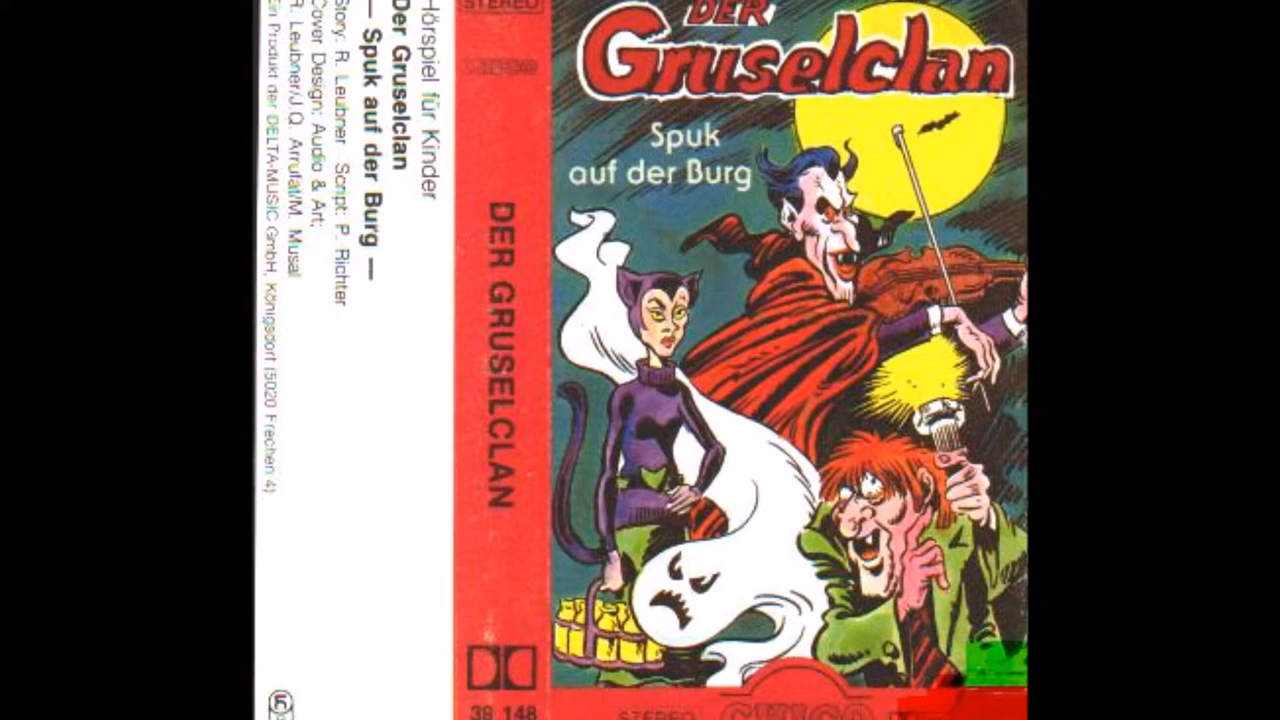 DER
Gruselclan
Spuk
auf der Burg
STEREO
DER GRUSELCLAN
38 148
STEREO
CHICO
Hörspiel für Kinder
Der Gruselclan
— Spuk auf der Burg —
Story: R. Leubner Script: P. Richter
Cover Design: Audio & Art;
R. Leubner/J.Q. Arrufat/M. Musal
Ein Produkt der DELTA-MUSIC GmbH, Königsdorf (5020 Frechen 4)
LC